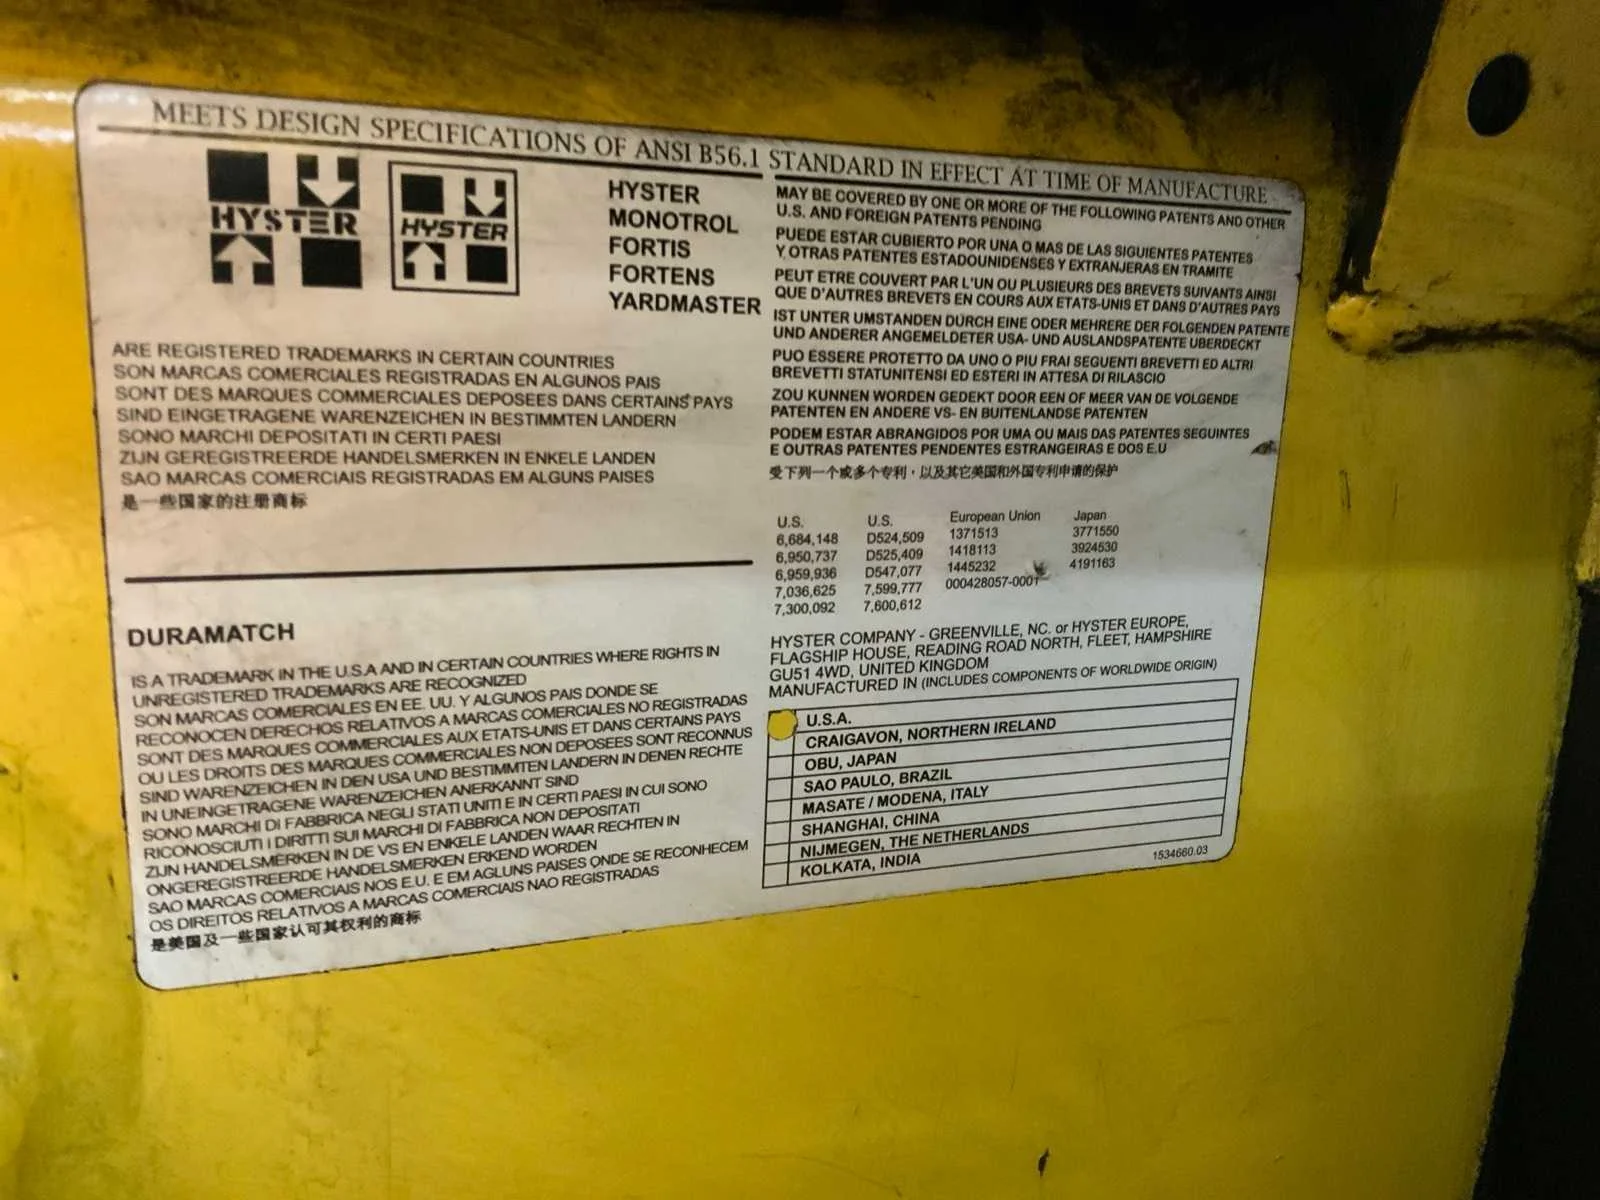 MEETS DESIGN SPECIFICATIONS OF ANSI B56.1 STANDARD IN EFFECT AT TIME OF MANUFACTURE
HYSTER
HYSTER
HYSTER
MONOTROL
FORTIS
FORTENS
YARDMASTER
ARE REGISTERED TRADEMARKS IN CERTAIN COUNTRIES
SON MARCAS COMERCIALES REGISTRADAS EN ALGUNOS PAIS
SONT DES MARQUES COMMERCIALES DEPOSEES DANS CERTAINS PAYS
SIND EINGETRAGENE WARENZEICHEN IN BESTIMMTEN LANDERN
SONO MARCHI DEPOSITATI IN CERTI PAESI
ZIJN GEREGISTREERDE HANDELSMERKEN IN ENKELE LANDEN
SAO MARCAS COMERCIAIS REGISTRADAS EM ALGUNS PAISES
是一些国家的注册商标
DURAMATCH
IS A TRADEMARK IN THE U.S.A AND IN CERTAIN COUNTRIES WHERE RIGHTS IN
UNREGISTERED TRADEMARKS ARE RECOGNIZED
SON MARCAS COMERCIALES EN EE. UU. Y ALGUNOS PAIS DONDE SE
RECONOCEN DERECHOS RELATIVOS A MARCAS COMERCIALES NO REGISTRADAS
SONT DES MARQUES COMMERCIALES AUX ETATS-UNIS ET DANS CERTAINS PAYS
OU LES DROITS DES MARQUES COMMERCIALES NON DEPOSEES SONT RECONNUS
SIND WARENZEICHEN IN DEN USA UND BESTIMMTEN LANDERN IN DENEN RECHTE
IN UNEINGETRAGENE WARENZEICHEN ANERKANNT SIND
SONO MARCHI DI FABBRICA NEGLI STATI UNITI E IN CERTI PAESI IN CUI SONO
RICONOSCIUTI I DIRITTI SUI MARCHI DI FABBRICA NON DEPOSITATI
ZIJN HANDELSMERKEN IN DE VS EN ENKELE LANDEN WAAR RECHTEN IN
ONGEREGISTREERDE HANDELSMERKEN ERKEND WORDEN
SAO MARCAS COMERCIAIS NOS E.U. E EM AGLUNS PAISES ONDE SE RECONHECEM
OS DIREITOS RELATIVOS A MARCAS COMERCIAIS NAO REGISTRADAS
是美国及一些国家认可其权利的商标
MAY BE COVERED BY ONE OR MORE OF THE FOLLOWING PATENTS AND OTHER
U.S. AND FOREIGN PATENTS PENDING
PUEDE ESTAR CUBIERTO POR UNA O MAS DE LAS SIGUIENTES PATENTES
Y OTRAS PATENTES ESTADOUNIDENSES Y EXTRANJERAS EN TRAMITE
PEUT ETRE COUVERT PAR L'UN OU PLUSIEURS DES BREVETS SUIVANTS AINSI
QUE D'AUTRES BREVETS EN COURS AUX ETATS-UNIS ET DANS D'AUTRES PAYS
IST UNTER UMSTANDEN DURCH EINE ODER MEHRERE DER FOLGENDEN PATENTE
UND ANDERER ANGEMELDETER USA- UND AUSLANDSPATENTE UBERDECKT
PUO ESSERE PROTETTO DA UNO O PIU FRAI SEGUENTI BREVETTI ED ALTRI
BREVETTI STATUNITENSI ED ESTERI IN ATTESA DI RILASCIO
ZOU KUNNEN WORDEN GEDEKT DOOR EEN OF MEER VAN DE VOLGENDE
PATENTEN EN ANDERE VS- EN BUITENLANDSE PATENTEN
PODEM ESTAR ABRANGIDOS POR UMA OU MAIS DAS PATENTES SEGUINTES
E OUTRAS PATENTES PENDENTES ESTRANGEIRAS E DOS E.U
受下列一个或多个专利，以及其它美国和外国专利申请的保护
U.S. U.S. European Union Japan
6,684,148 D524,509 1371513 3771550
6,950,737 D525,409 1418113 3924530
6,959,936 D547,077 1445232 4191163
7,036,625 7,599,777 000428057-0001
7,300,092 7,600,612
HYSTER COMPANY - GREENVILLE, NC. or HYSTER EUROPE,
FLAGSHIP HOUSE, READING ROAD NORTH, FLEET, HAMPSHIRE
GU51 4WD, UNITED KINGDOM
MANUFACTURED IN (INCLUDES COMPONENTS OF WORLDWIDE ORIGIN)
U.S.A.
CRAIGAVON, NORTHERN IRELAND
OBU, JAPAN
SAO PAULO, BRAZIL
MASATE / MODENA, ITALY
SHANGHAI, CHINA
NIJMEGEN, THE NETHERLANDS
KOLKATA, INDIA
1534660.03